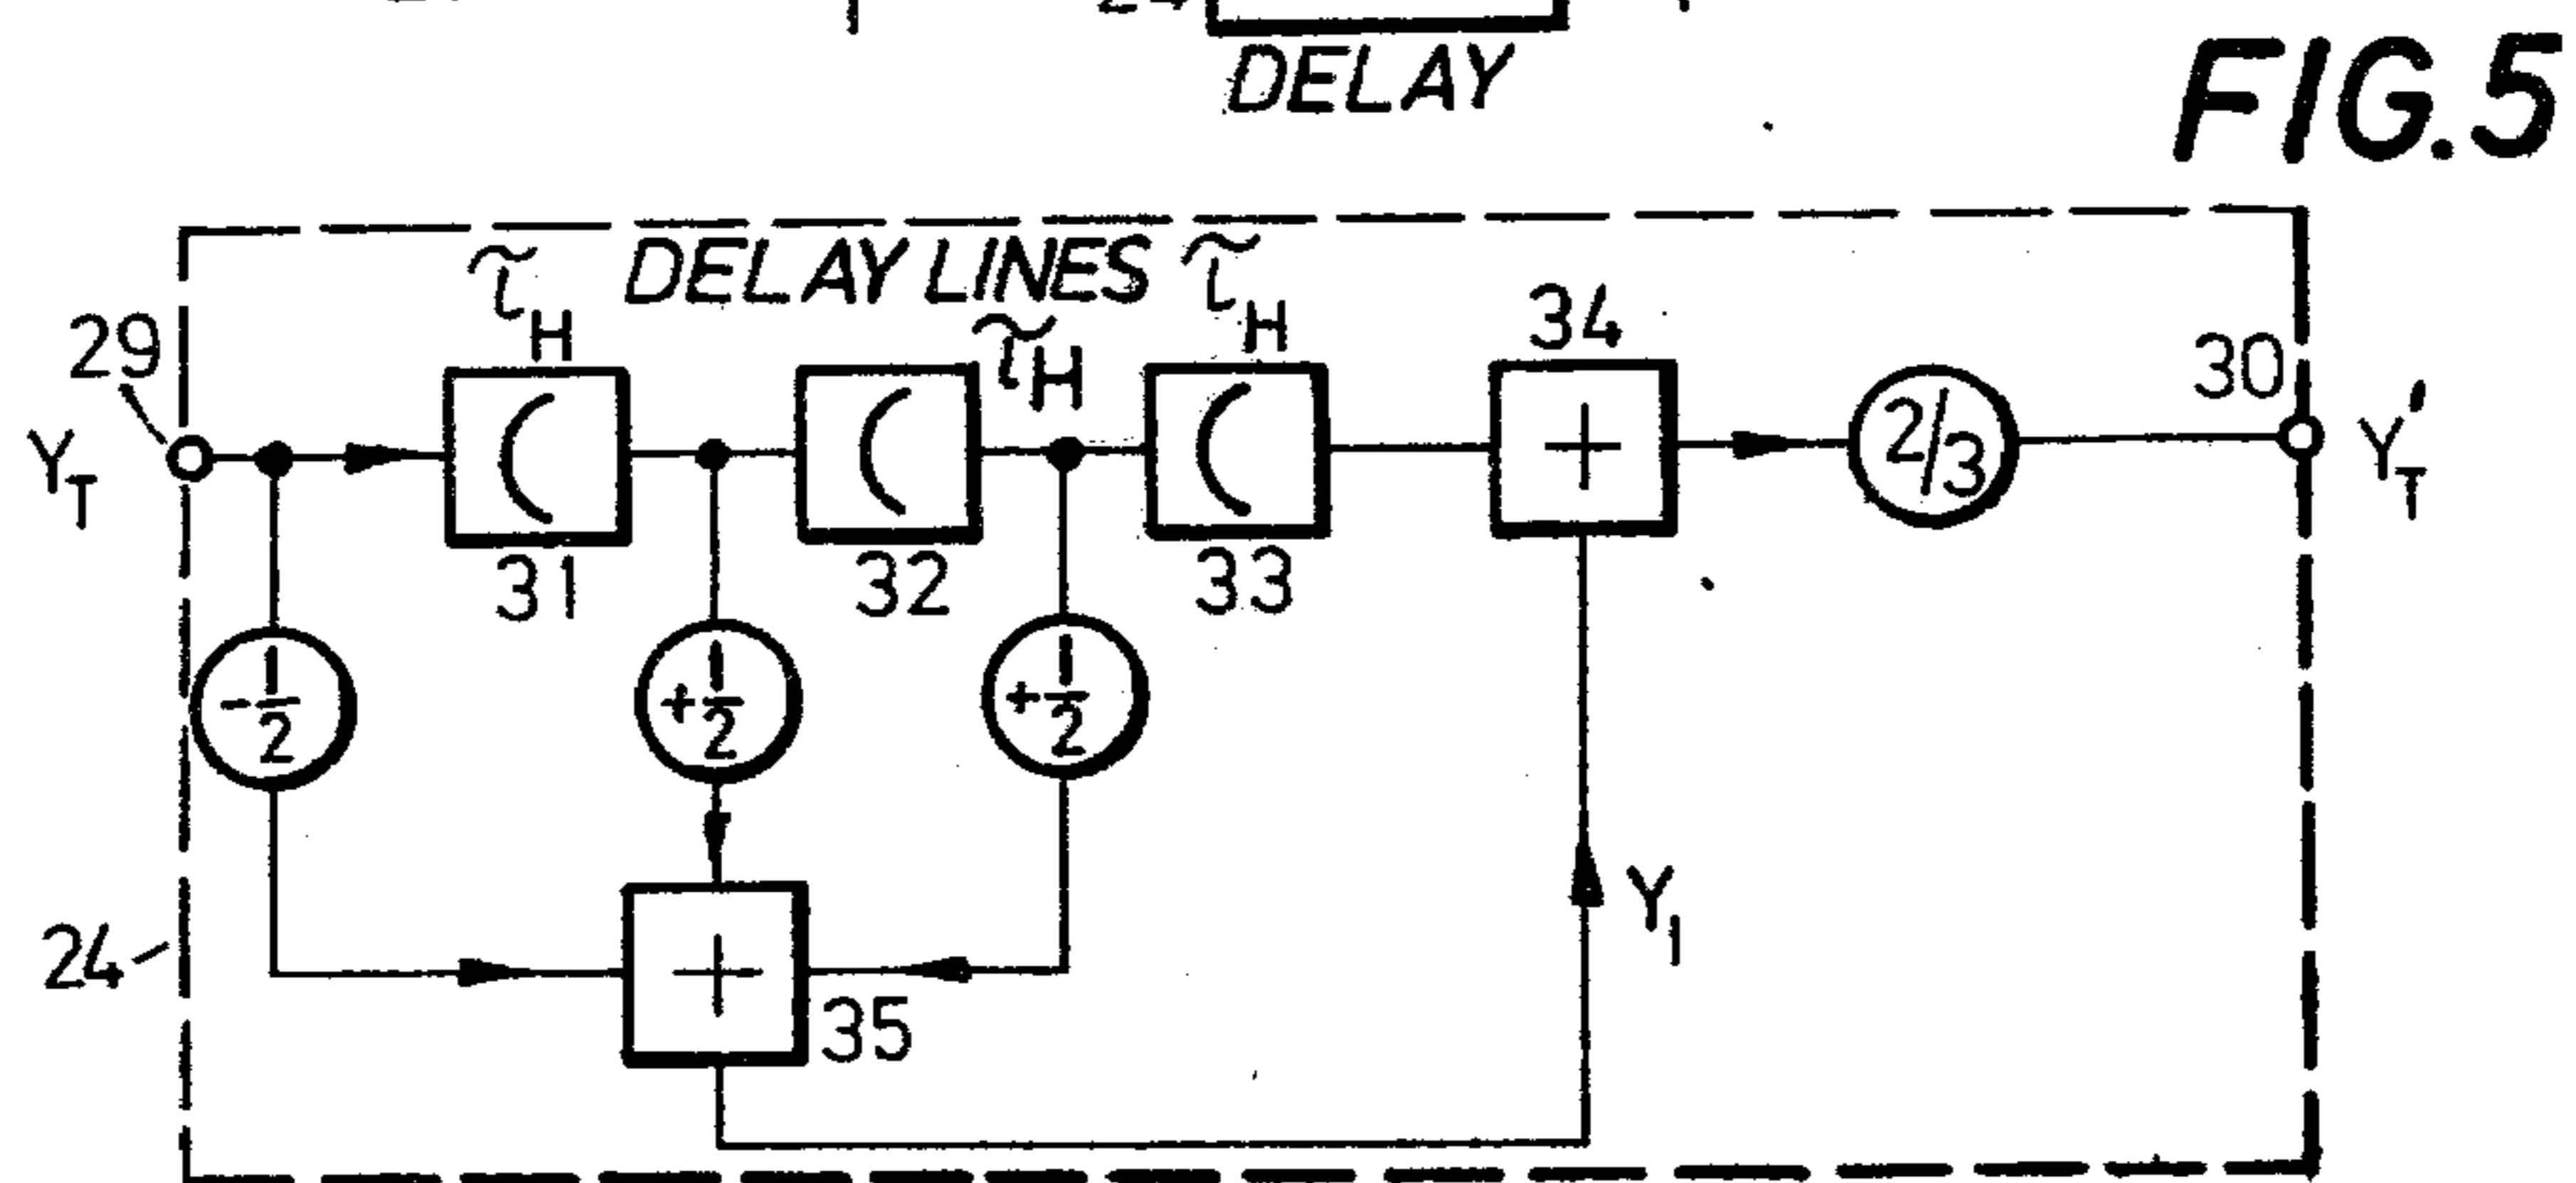 DELAY
FIG.5
DELAY LINES
τH
τH
τH
29
YT
31
32
33
34
2/3
30
YT'
-1/2
+1/2
+1/2
24
35
Y1